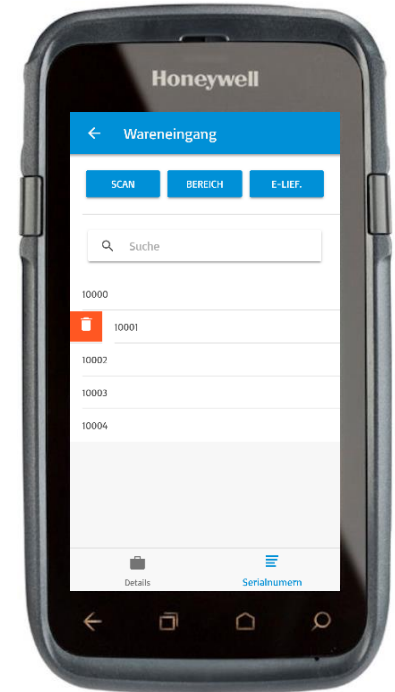 Honeywell
Wareneingang
SCAN
BEREICH
E-LIEF.
Suche
10000
10001
10002
10003
10004
Details
Serialnumern